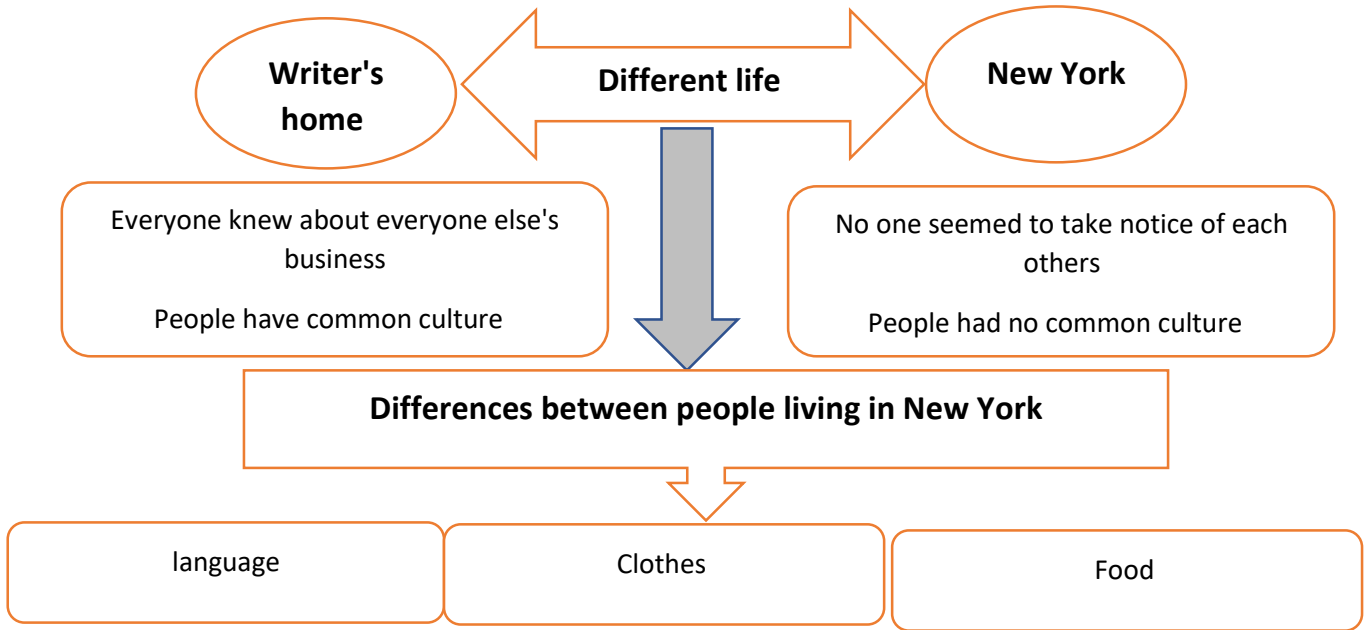 Writer's
home
Different life
New York
Everyone knew about everyone else's
business
People have common culture
No one seemed to take notice of each
others
People had no common culture
Differences between people living in New York
language
Clothes
Food